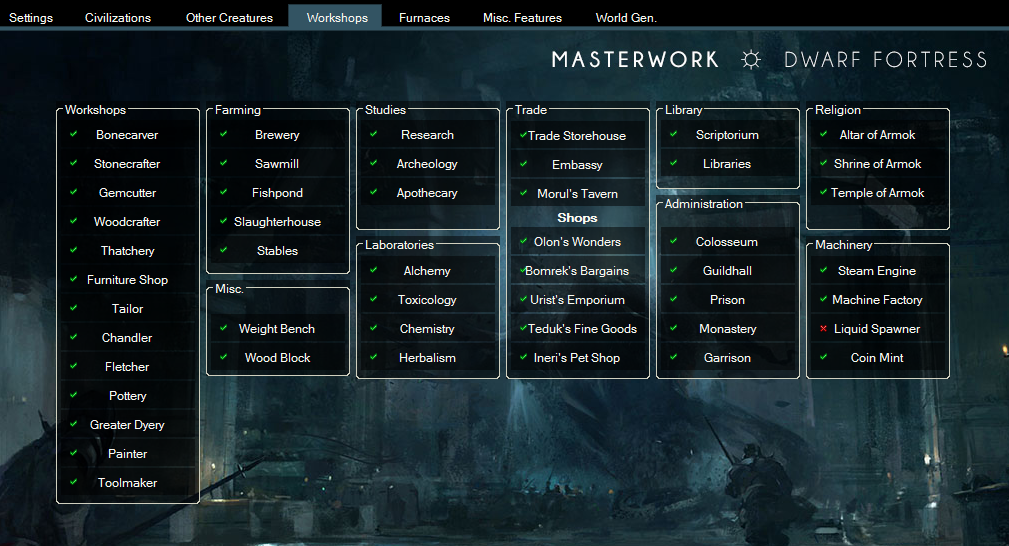 Settings Civilizations Other Creatures Workshops Furnaces Misc. Features World Gen.
MASTERWORK DWARF FORTRESS
Workshops
Bonecarver
Stonecrafter
Gemcutter
Woodcrafter
Thatchery
Furniture Shop
Tailor
Chandler
Fletcher
Pottery
Greater Dyery
Painter
Toolmaker
Farming
Brewery
Sawmill
Fishpond
Slaughterhouse
Stables
Misc.
Weight Bench
Wood Block
Studies
Research
Archeology
Apothecary
Laboratories
Alchemy
Toxicology
Chemistry
Herbalism
Trade
Trade Storehouse
Embassy
Morul's Tavern
Shops
Olon's Wonders
Bomrek's Bargains
Urist's Emporium
Teduk's Fine Goods
Ineri's Pet Shop
Library
Scriptorium
Libraries
Administration
Colosseum
Guildhall
Prison
Monastery
Garrison
Religion
Altar of Armok
Shrine of Armok
Temple of Armok
Machinery
Steam Engine
Machine Factory
Liquid Spawner
Coin Mint